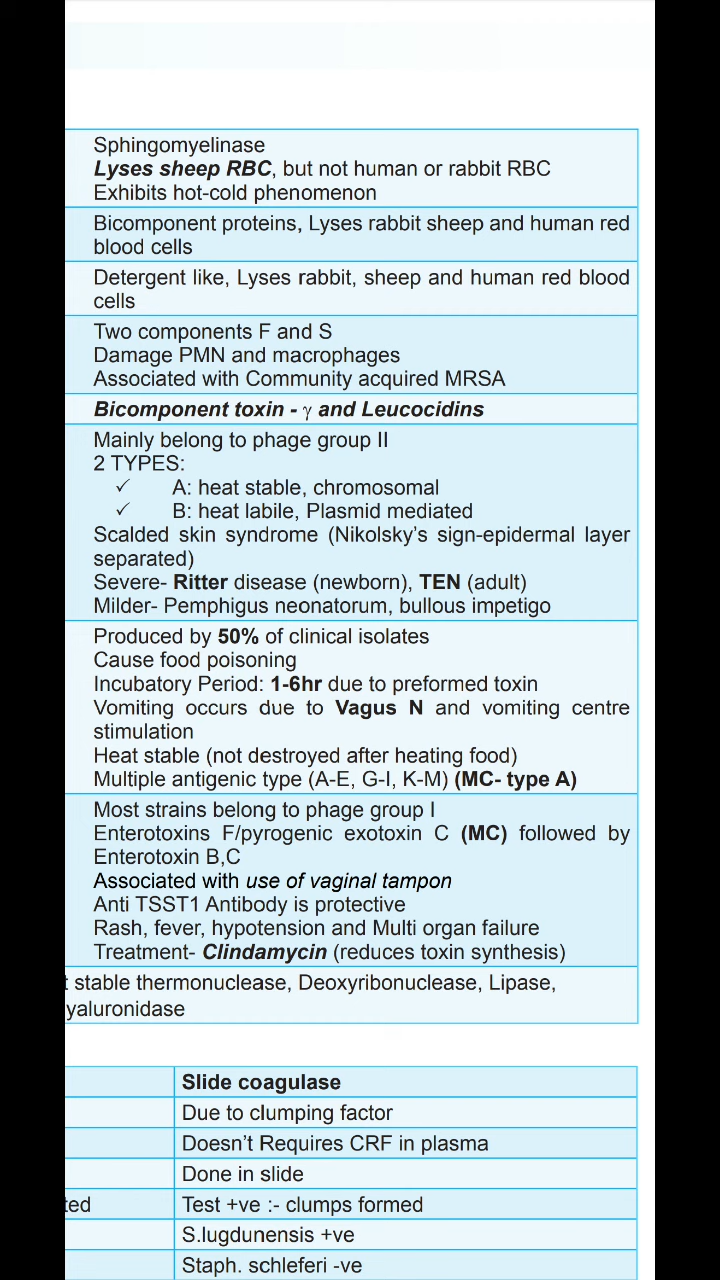 Sphingomyelinase
Lyses sheep RBC, but not human or rabbit RBC
Exhibits hot-cold phenomenon
Bicomponent proteins, Lyses rabbit sheep and human red
blood cells
Detergent like, Lyses rabbit, sheep and human red blood
cells
Two components F and S
Damage PMN and macrophages
Associated with Community acquired MRSA
Bicomponent toxin - γ and Leucocidins
Mainly belong to phage group II
2 TYPES:
✓ A: heat stable, chromosomal
✓ B: heat labile, Plasmid mediated
Scalded skin syndrome (Nikolsky's sign-epidermal layer
separated)
Severe- Ritter disease (newborn), TEN (adult)
Milder- Pemphigus neonatorum, bullous impetigo
Produced by 50% of clinical isolates
Cause food poisoning
Incubatory Period: 1-6hr due to preformed toxin
Vomiting occurs due to Vagus N and vomiting centre
stimulation
Heat stable (not destroyed after heating food)
Multiple antigenic type (A-E, G-I, K-M) (MC- type A)
Most strains belong to phage group I
Enterotoxins F/pyrogenic exotoxin C (MC) followed by
Enterotoxin B,C
Associated with use of vaginal tampon
Anti TSST1 Antibody is protective
Rash, fever, hypotension and Multi organ failure
Treatment- Clindamycin (reduces toxin synthesis)
t stable thermonuclease, Deoxyribonuclease, Lipase,
yaluronidase
Slide coagulase
Due to clumping factor
Doesn't Requires CRF in plasma
Done in slide
ted Test +ve :- clumps formed
S.lugdunensis +ve
Staph. schleferi -ve